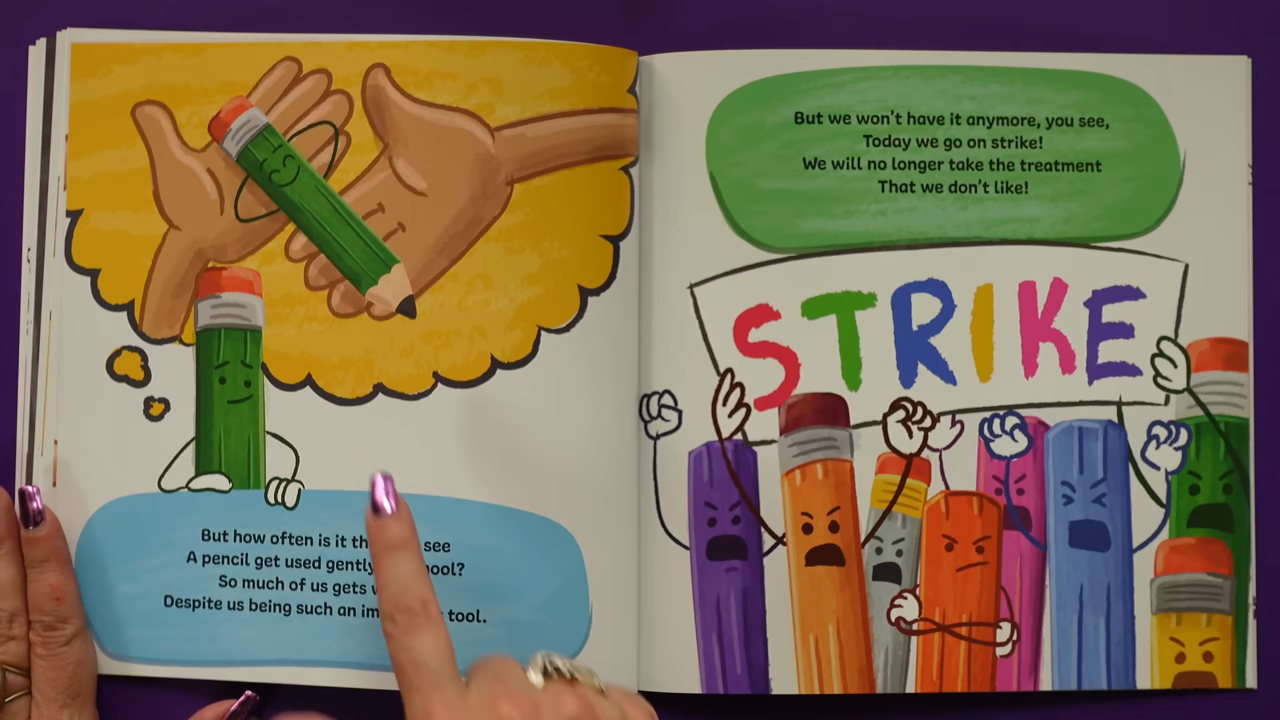 But how often is it th see
A pencil get used gently ool?
So much of us gets
Despite us being such an im tool.
But we won't have it anymore, you see,
Today we go on strike!
We will no longer take the treatment
That we don't like!
STRIKE